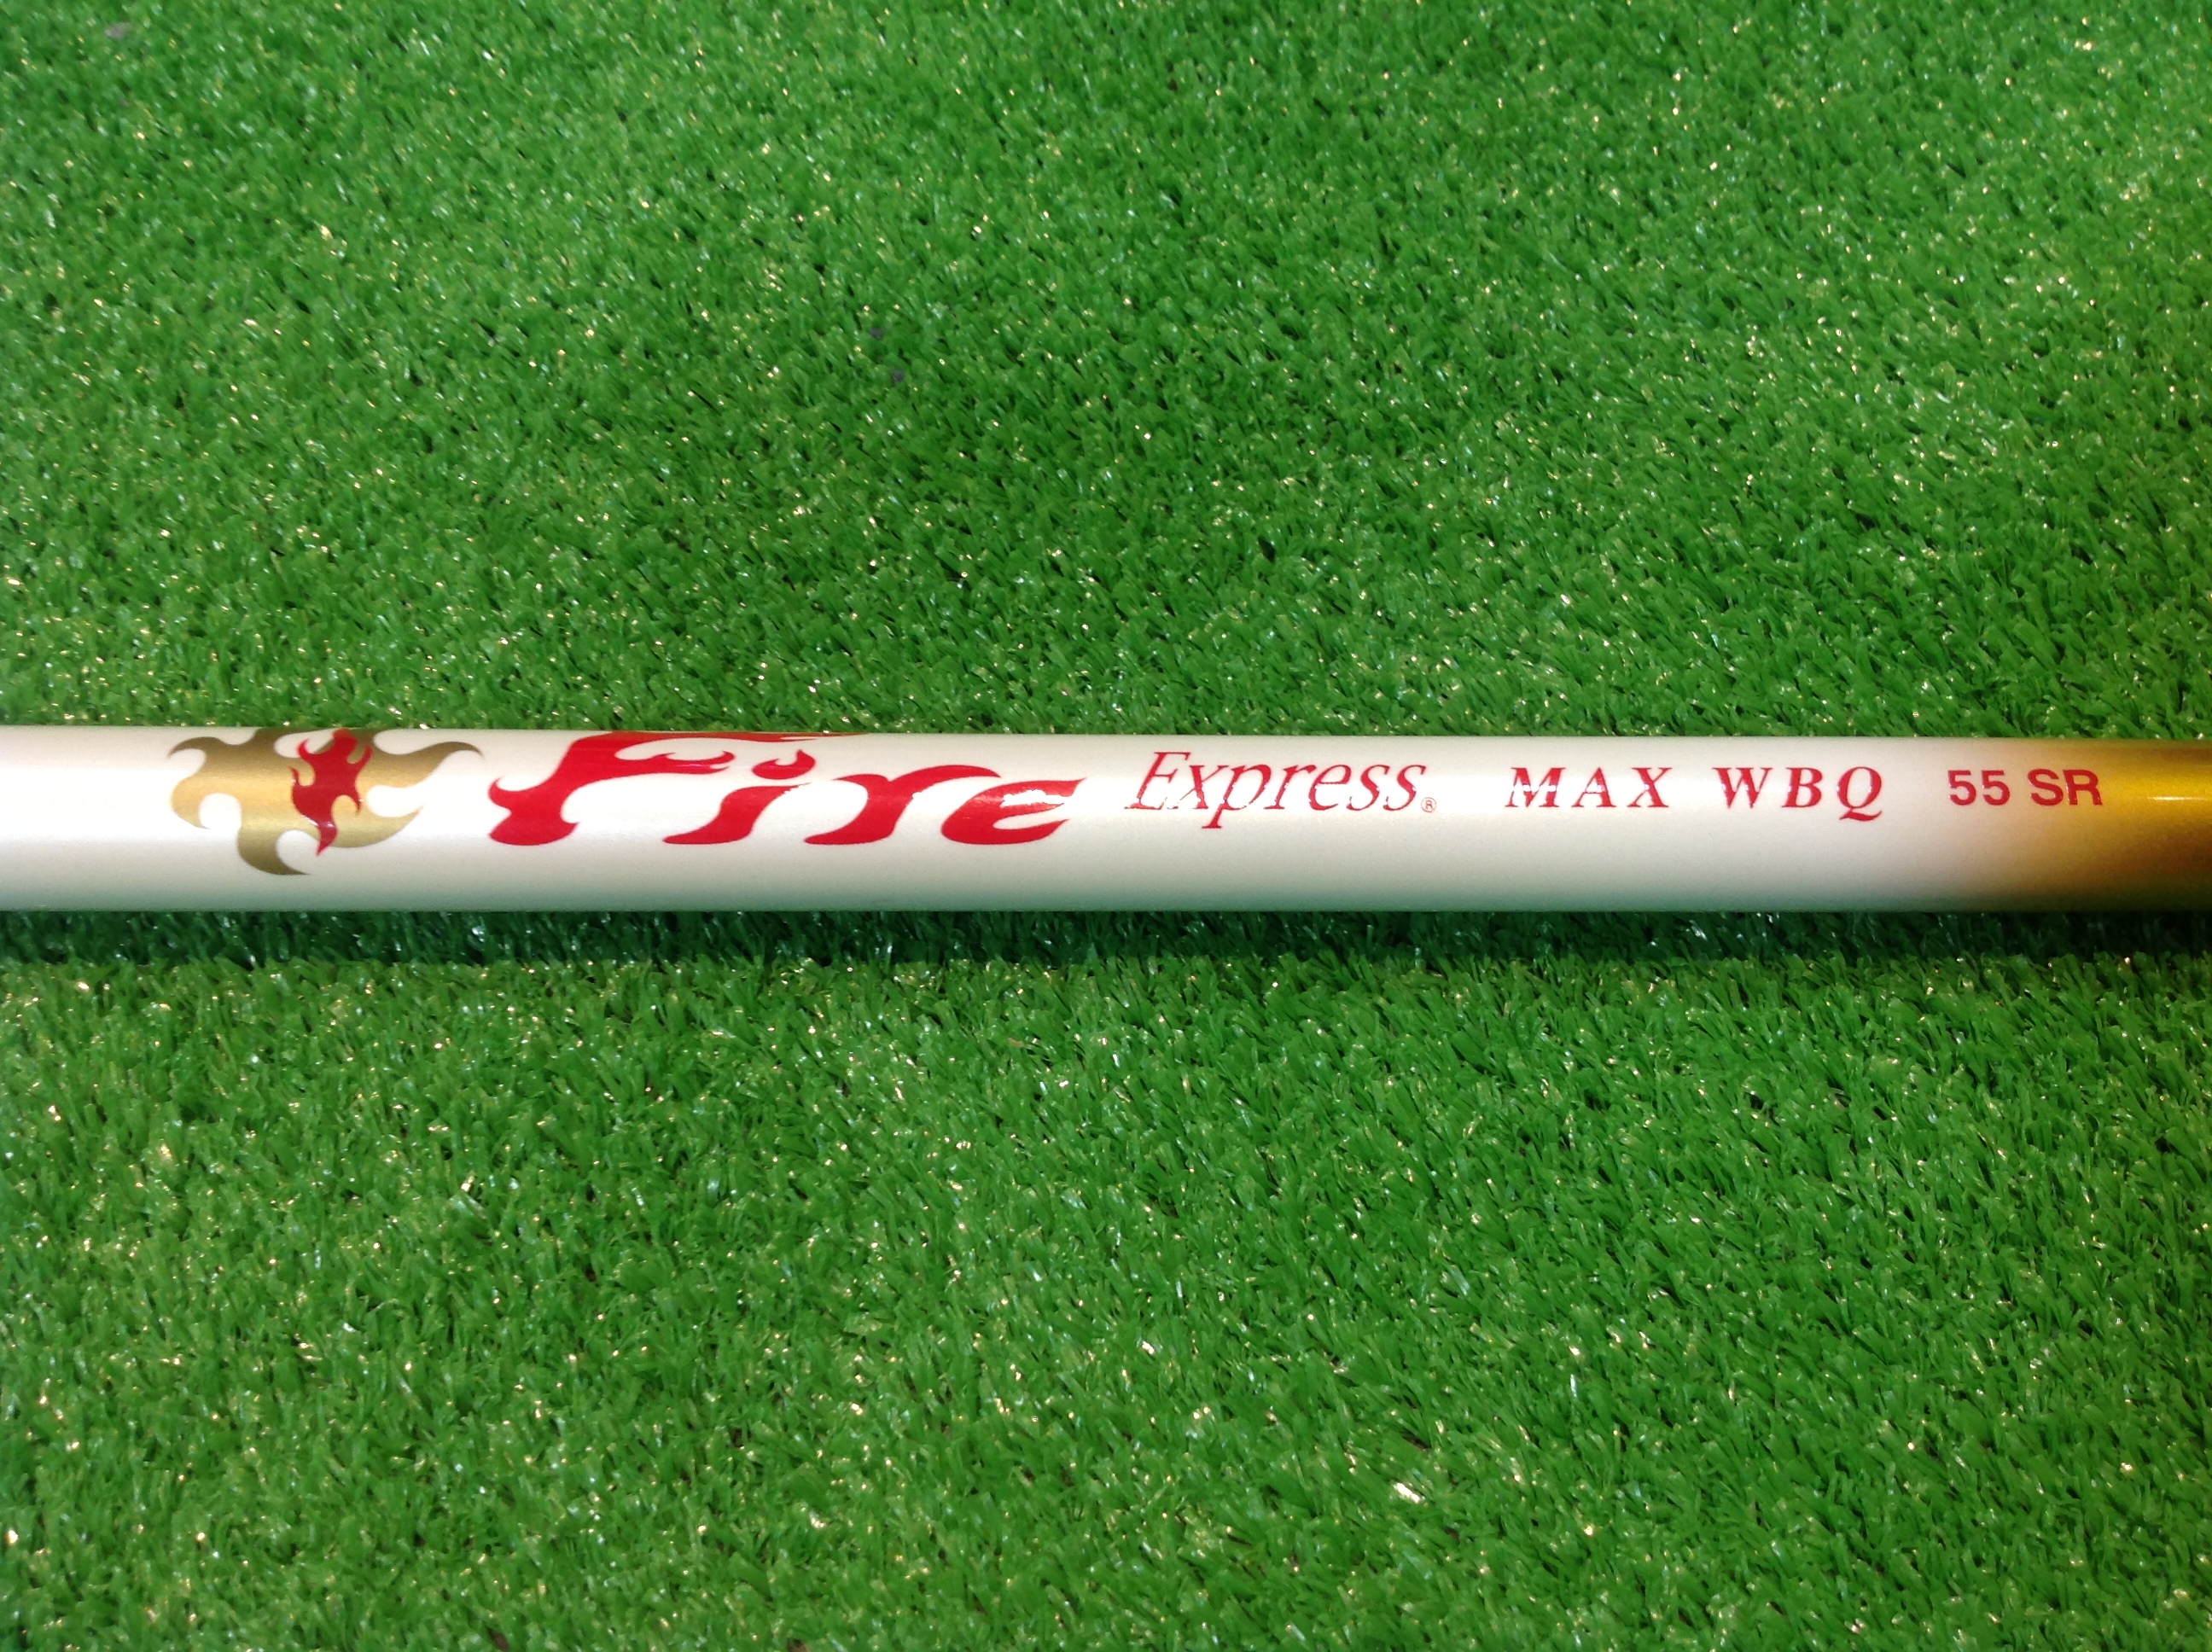 Fire Express® MAX WBQ 55 SR